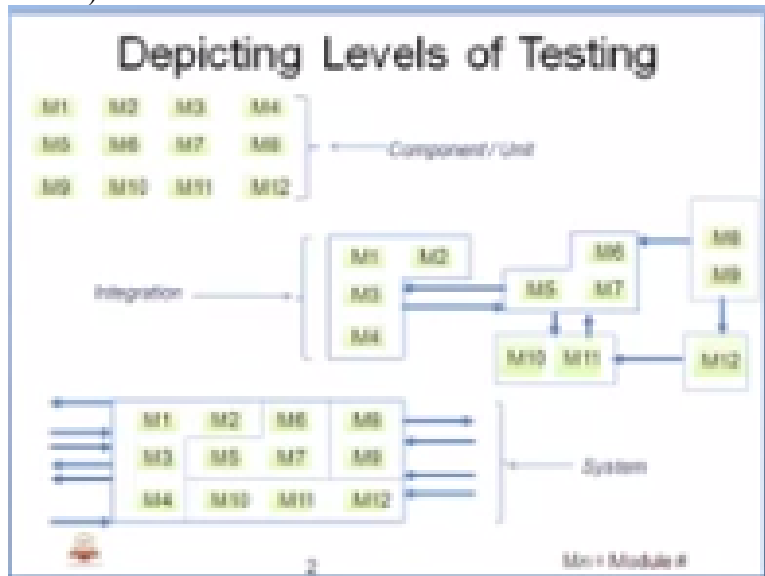 Depicting Levels of Testing
M1 M2 M3 M4
M5 M6 M7 M8
M9 M10 M11 M12
Component / Unit
Integration
M1 M2
M3
M4
M6
M5 M7
M8
M9
M10 M11
M12
M1 M2 M6 M8
M3 M5 M7 M9
M4 M10 M11 M12
System
2
Mn = Module #